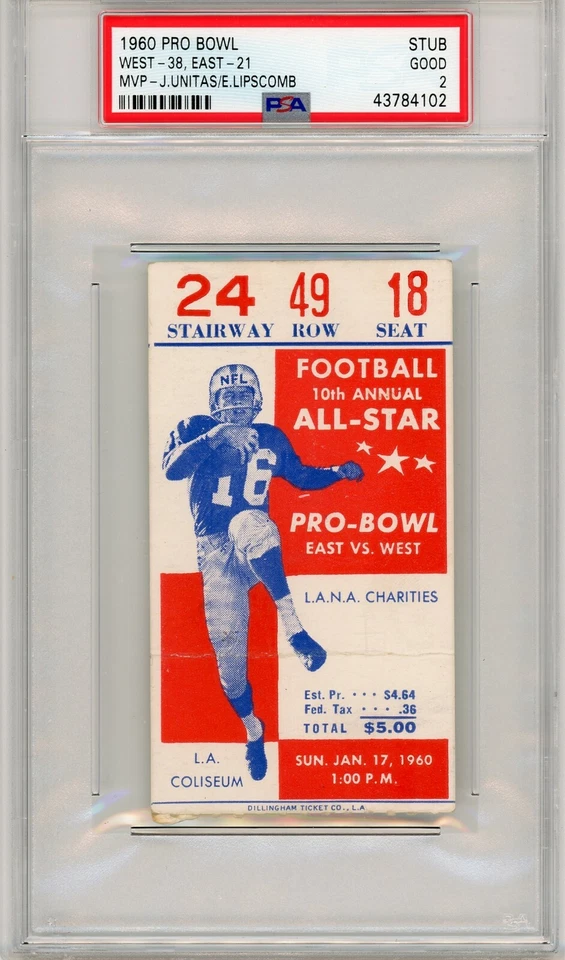 1960 PRO BOWL STUB
WEST-38, EAST-21 GOOD
MVP-J.UNITAS/E.LIPSCOMB 2
PSA 43784102
24 49 18
STAIRWAY ROW SEAT
NFL
16
FOOTBALL
10th ANNUAL
ALL-STAR
PRO-BOWL
EAST VS. WEST
L.A.N.A. CHARITIES
Est. Pr. · · · $4.64
Fed. Tax · · · .36
TOTAL $5.00
L.A.
COLISEUM
SUN. JAN. 17, 1960
1:00 P.M.
DILLINGHAM TICKET CO., L.A